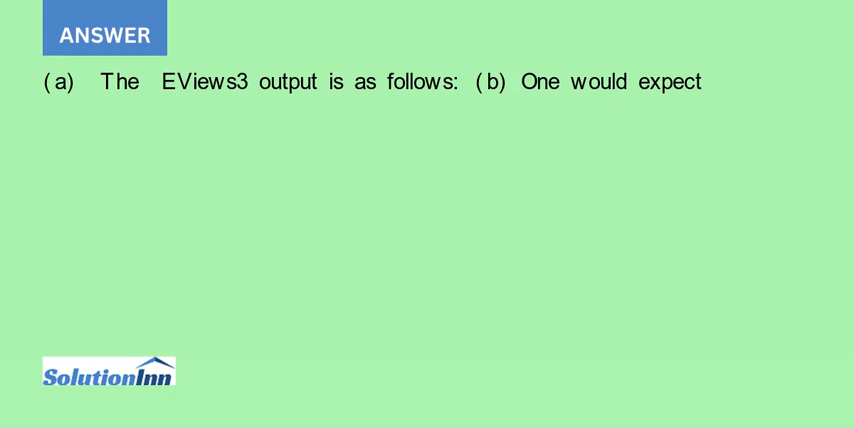 ANSWER
(a) The EViews3 output is as follows: (b) One would expect
SolutionInn